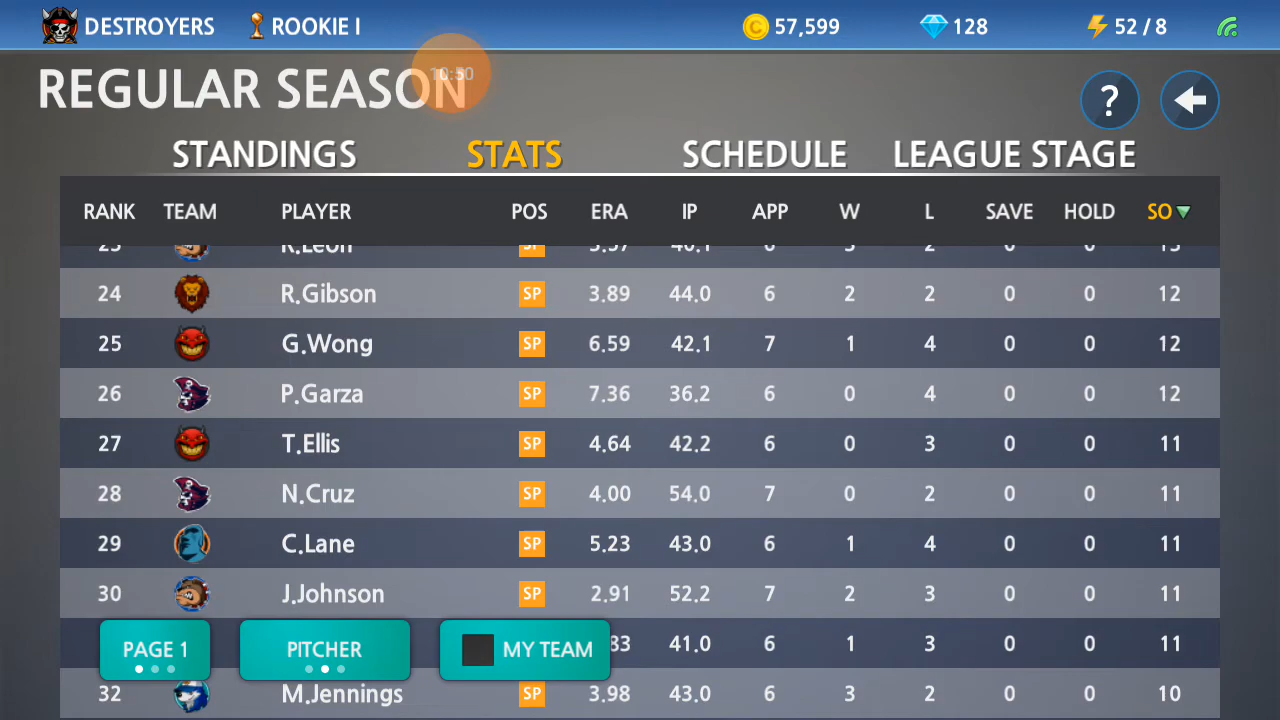 DESTROYERS ROOKIE I 57,599 128 52 / 8
10:50
REGULAR SEASON ?
STANDINGS STATS SCHEDULE LEAGUE STAGE
RANK TEAM PLAYER POS ERA IP APP W L SAVE HOLD SO
24 R.Gibson SP 3.89 44.0 6 2 2 0 0 12
25 G.Wong SP 6.59 42.1 7 1 4 0 0 12
26 P.Garza SP 7.36 36.2 6 0 4 0 0 12
27 T.Ellis SP 4.64 42.2 6 0 3 0 0 11
28 N.Cruz SP 4.00 54.0 7 0 2 0 0 11
29 C.Lane SP 5.23 43.0 6 1 4 0 0 11
30 J.Johnson SP 2.91 52.2 7 2 3 0 0 11
PAGE 1 PITCHER MY TEAM 41.0 6 1 3 0 0 11
32 M.Jennings SP 3.98 43.0 6 3 2 0 0 10